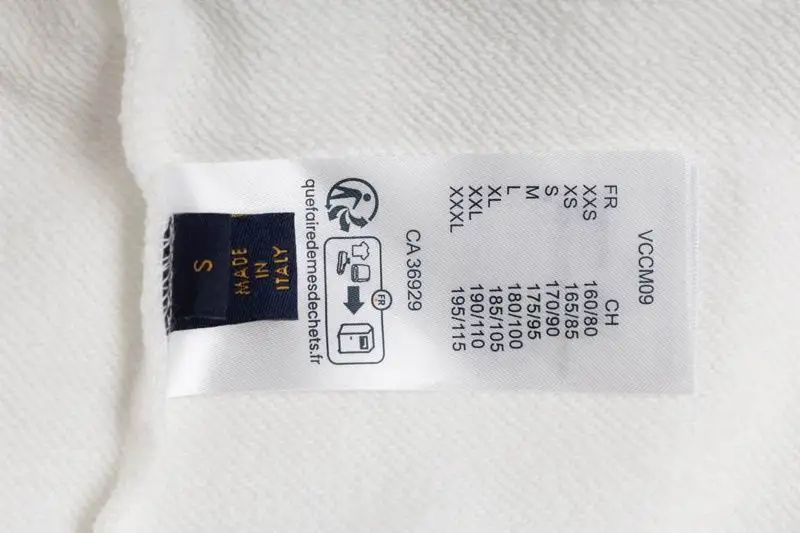 VCCM09
FR CH
XXS 160/80
XS 165/85
S 170/90
M 175/95
L 180/100
XL 185/105
XXL 190/110
XXXL 195/115
CA 36929
FR
quefairedemesdechets.fr
S
MADE
IN
ITALY